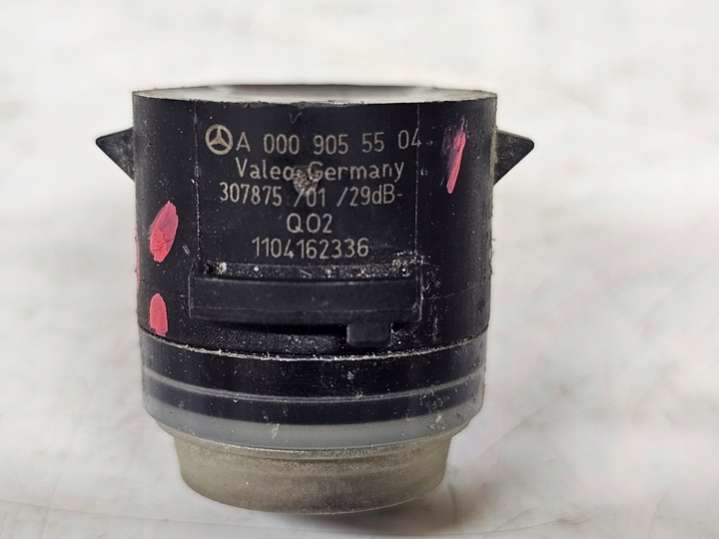 A 000 905 55 04
Valeo Germany
307875 /01 /29dB-
Q02
1104162336